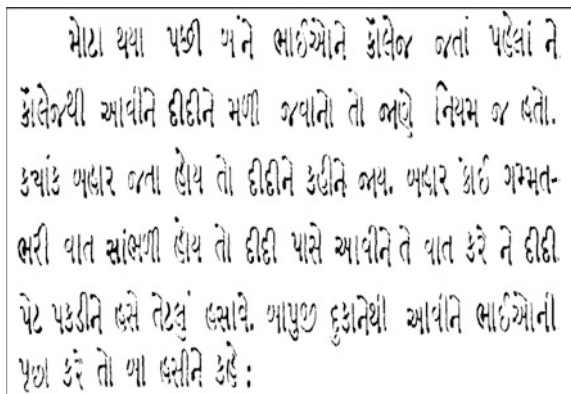 મોટા થયા પછી બંને ભાઈઓને કૉલેજ જતાં પહેલાં ને
કૉલેજથી આવીને દીદીને મળી જવાનો તો જાણે નિયમ જ હતો.
કયાંક બહાર જતા હોય તો દીદીને કહીને જાય. બહાર કોઈ ગમ્મત-
ભરી વાત સાંભળી હોય તો દીદી પાસે આવીને તે વાત કરે ને દીદી
પેટ પકડીને હસે તેટલું હસાવે. બાપુજી દુકાનેથી આવીને ભાઈઓની
પૃછા કરે તો બા હસીને કહે :